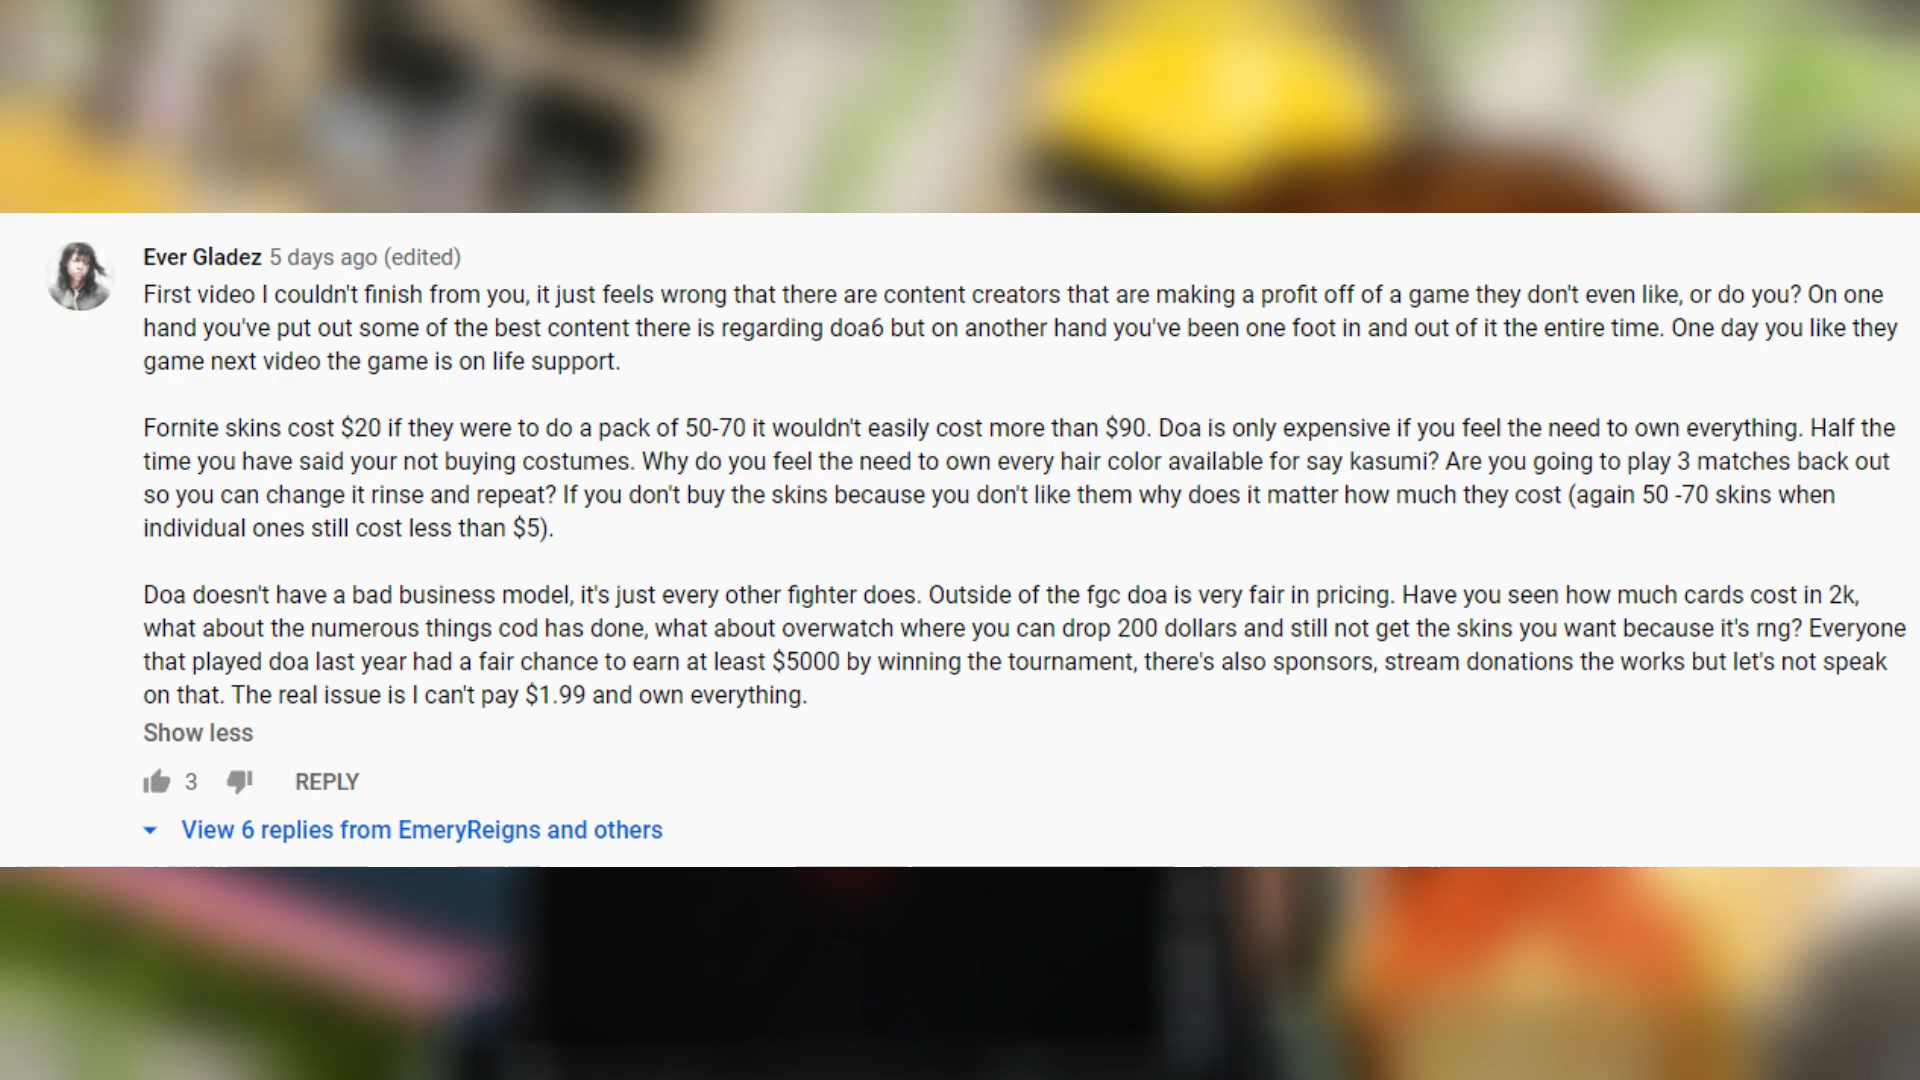 Ever Gladez 5 days ago (edited)
First video I couldn't finish from you, it just feels wrong that there are content creators that are making a profit off of a game they don't even like, or do you? On one
hand you've put out some of the best content there is regarding doa6 but on another hand you've been one foot in and out of it the entire time. One day you like they
game next video the game is on life support.
Fornite skins cost $20 if they were to do a pack of 50-70 it wouldn't easily cost more than $90. Doa is only expensive if you feel the need to own everything. Half the
time you have said your not buying costumes. Why do you feel the need to own every hair color available for say kasumi? Are you going to play 3 matches back out
so you can change it rinse and repeat? If you don't buy the skins because you don't like them why does it matter how much they cost (again 50 -70 skins when
individual ones still cost less than $5).
Doa doesn't have a bad business model, it's just every other fighter does. Outside of the fgc doa is very fair in pricing. Have you seen how much cards cost in 2k,
what about the numerous things cod has done, what about overwatch where you can drop 200 dollars and still not get the skins you want because it's rng? Everyone
that played doa last year had a fair chance to earn at least $5000 by winning the tournament, there's also sponsors, stream donations the works but let's not speak
on that. The real issue is I can't pay $1.99 and own everything.
Show less
3 REPLY
View 6 replies from EmeryReigns and others